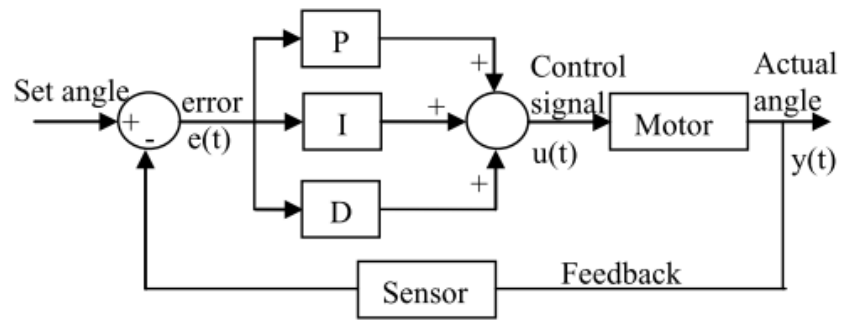 P
+
Control
Actual
Set angle
error
+
signal
angle
+
I
Motor
-
e(t)
u(t)
y(t)
+
D
Feedback
Sensor